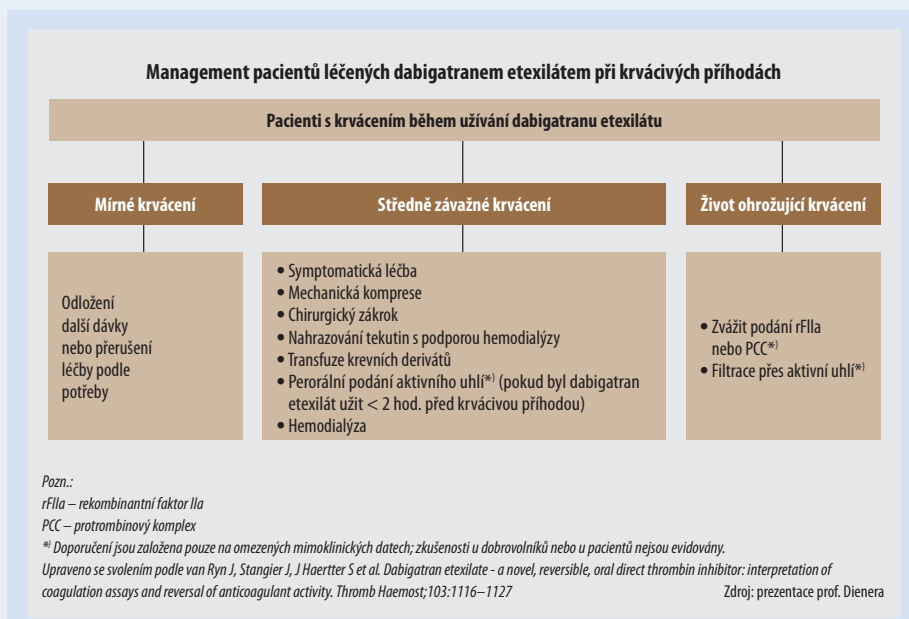 Management pacientů léčených dabigatranem etexilátem při krvácivých příhodách
Pacienti s krvácením během užívání dabigatranu etexilátu
Mírné krvácení
Středně závažné krvácení
Život ohrožující krvácení
Odložení
další dávky
nebo přerušení
léčby podle
potřeby
• Symptomatická léčba
• Mechanická komprese
• Chirurgický zákrok
• Nahrazování tekutin s podporou hemodialýzy
• Transfuze krevních derivátů
• Perorální podání aktivního uhlí*) (pokud byl dabigatran
etexilát užit < 2 hod. před krvácivou příhodou)
• Hemodialýza
• Zvážit podání rFIIa
nebo PCC*)
• Filtrace přes aktivní uhlí*)
Pozn.:
rFIIa – rekombinantní faktor IIa
PCC – protrombinový komplex
*) Doporučení jsou založena pouze na omezených mimoklinických datech; zkušenosti u dobrovolníků nebo u pacientů nejsou evidovány.
Upraveno se svolením podle van Ryn J, Stangier J, J Haertter S et al. Dabigatran etexilate - a novel, reversible, oral direct thrombin inhibitor: interpretation of
coagulation assays and reversal of anticoagulant activity. Thromb Haemost;103:1116–1127
Zdroj: prezentace prof. Dienera